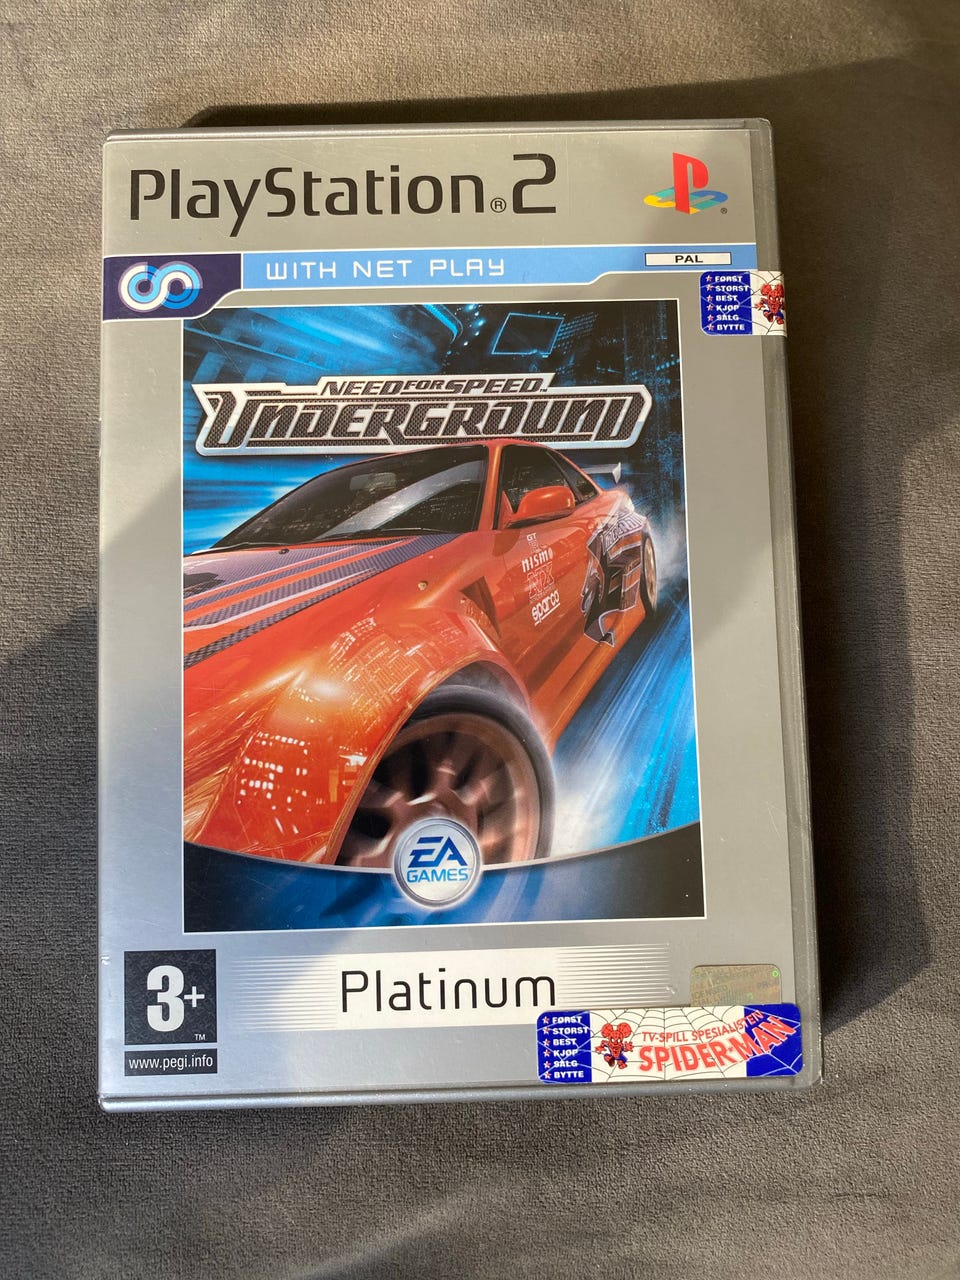 PlayStation®2
WITH NET PLAY
PAL
★ FØRST
★ STØRST
★ BEST
★ KJØP
★ SALG
★ BYTTE
NEED FOR SPEED
UNDERGROUND
GT
nismo
sparco
EA
GAMES
3+
TM
www.pegi.info
Platinum
★ FØRST
★ STØRST
★ BEST
★ KJØP
★ SALG
★ BYTTE
TV-SPILL SPESIALISTEN
SPIDER-MAN